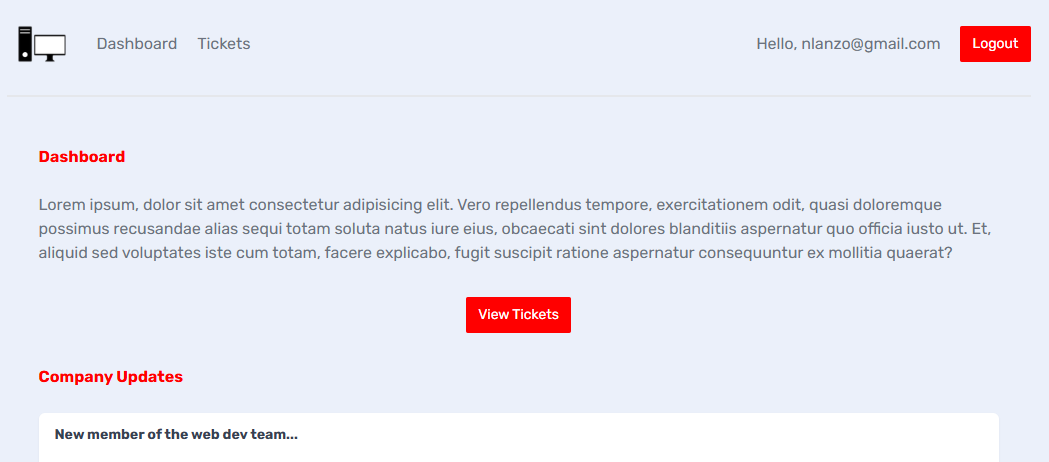 Dashboard Tickets Hello, nlanzo@gmail.com Logout
Dashboard
Lorem ipsum, dolor sit amet consectetur adipisicing elit. Vero repellendus tempore, exercitationem odit, quasi doloremque
possimus recusandae alias sequi totam soluta natus iure eius, obcaecati sint dolores blanditiis aspernatur quo officia iusto ut. Et,
aliquid sed voluptates iste cum totam, facere explicabo, fugit suscipit ratione aspernatur consequuntur ex mollitia quaerat?
View Tickets
Company Updates
New member of the web dev team...